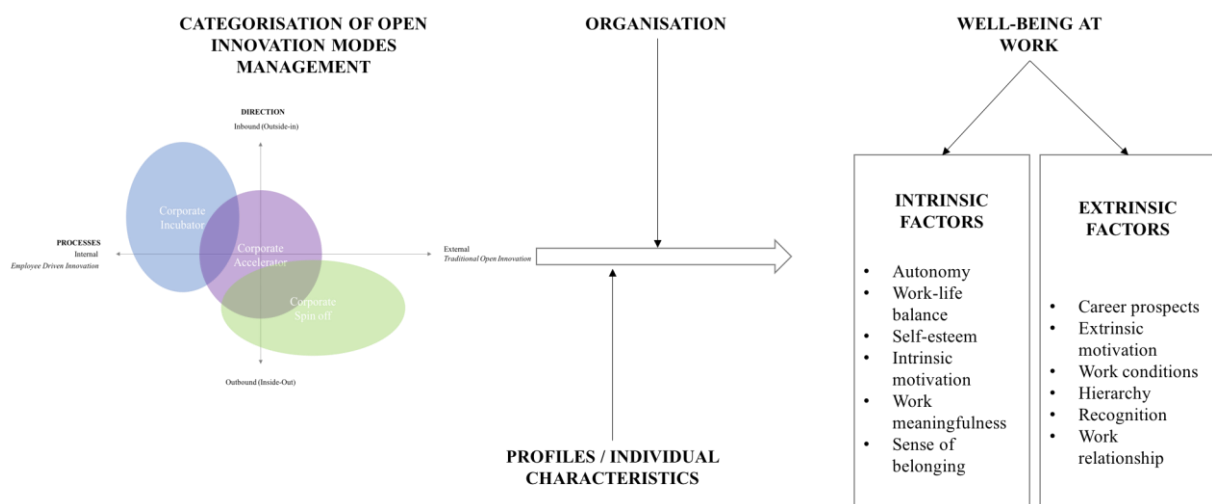 CATEGORISATION OF OPEN
INNOVATION MODES
MANAGEMENT
DIRECTION
Inbound (Outside-in)
Corporate
Incubator
PROCESSES
Internal
Employee Driven Innovation
Corporate
Accelerator
External
Traditional Open Innovation
Corporate
Spin off
Outbound (Inside-Out)
ORGANISATION
PROFILES / INDIVIDUAL
CHARACTERISTICS
WELL-BEING AT
WORK
INTRINSIC
FACTORS
• Autonomy
• Work-life
balance
• Self-esteem
• Intrinsic
motivation
• Work
meaningfulness
• Sense of
belonging
EXTRINSIC
FACTORS
• Career prospects
• Extrinsic
motivation
• Work conditions
• Hierarchy
• Recognition
• Work
relationship